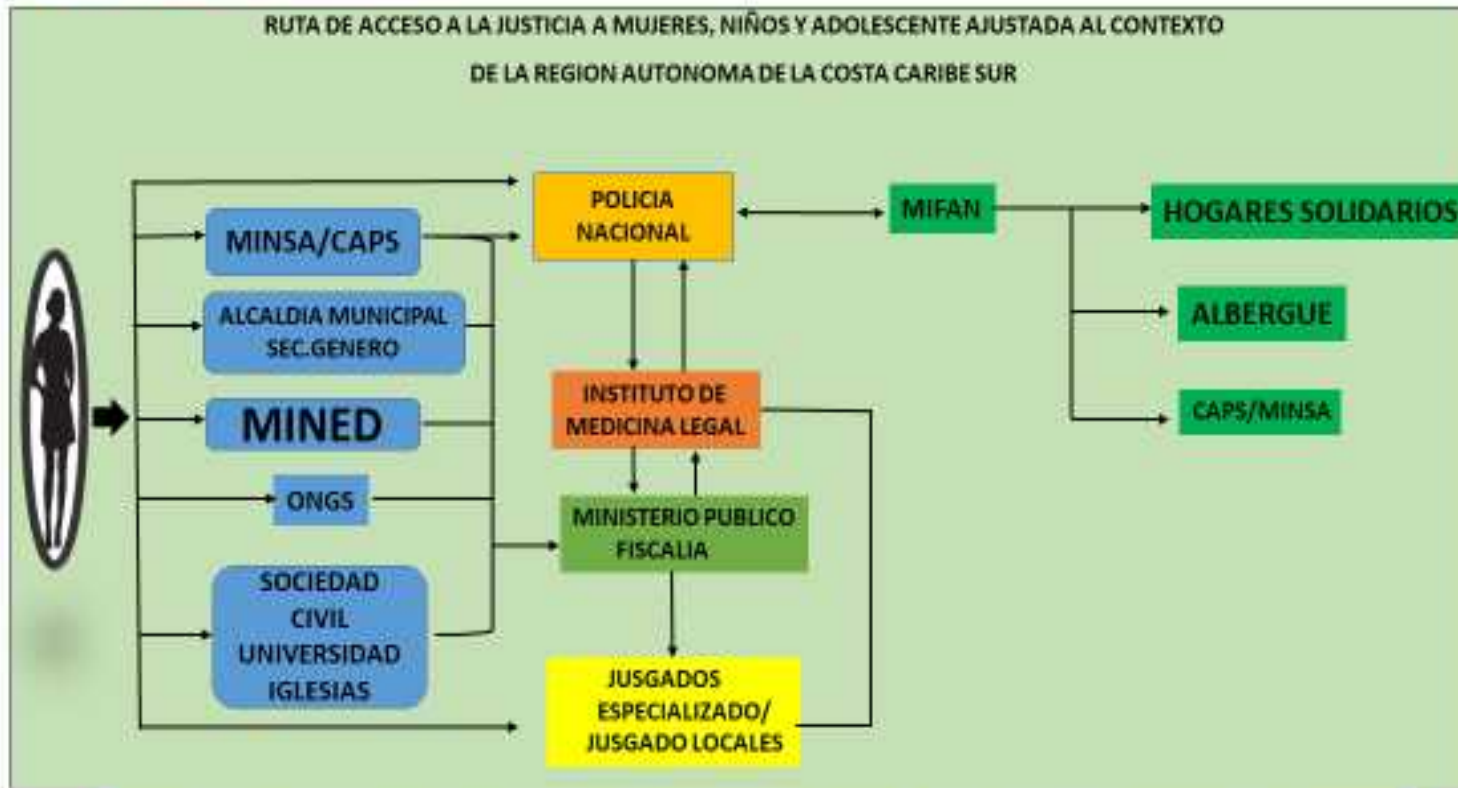 RUTA DE ACCESO A LA JUSTICIA A MUJERES, NIÑOS Y ADOLESCENTE AJUSTADA AL CONTEXTO
DE LA REGION AUTONOMA DE LA COSTA CARIBE SUR
POLICIA
NACIONAL
MIFAN
HOGARES SOLIDARIOS
MINSA/CAPS
ALCALDIA MUNICIPAL
SEC.GENERO
ALBERGUE
MINED
INSTITUTO DE
MEDICINA LEGAL
CAPS/MINSA
ONGS
MINISTERIO PUBLICO
FISCALIA
SOCIEDAD
CIVIL
UNIVERSIDAD
IGLESIAS
JUSGADOS
ESPECIALIZADO/
JUSGADO LOCALES